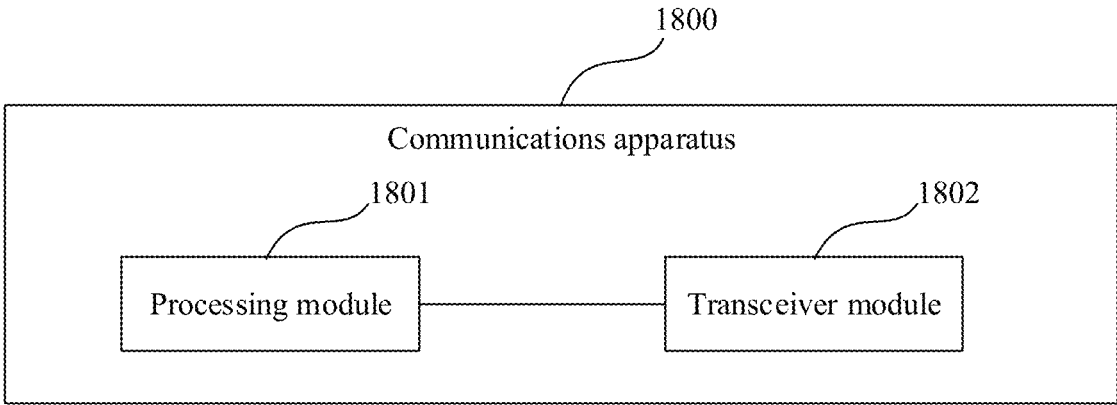 1800
Communications apparatus
1801
1802
Processing module
Transceiver module